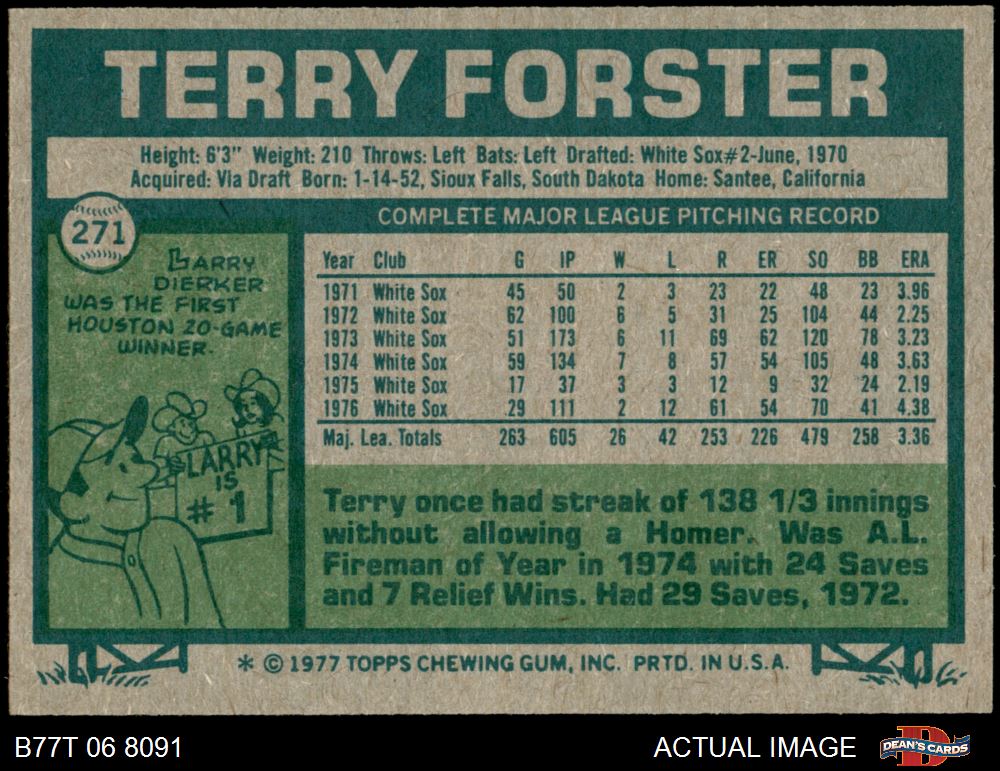 TERRY FORSTER
Height: 6'3" Weight: 210 Throws: Left Bats: Left Drafted: White Sox#2-June, 1970
Acquired: Via Draft Born: 1-14-52, Sioux Falls, South Dakota Home: Santee, California
271
LARRY
DIERKER
WAS THE FIRST
HOUSTON 20-GAME
WINNER.
LARRY
IS
# 1
COMPLETE MAJOR LEAGUE PITCHING RECORD
Year Club G IP W L R ER SO BB ERA
1971 White Sox 45 50 2 3 23 22 48 23 3.96
1972 White Sox 62 100 6 5 31 25 104 44 2.25
1973 White Sox 51 173 6 11 69 62 120 78 3.23
1974 White Sox 59 134 7 8 57 54 105 48 3.63
1975 White Sox 17 37 3 3 12 9 32 24 2.19
1976 White Sox 29 111 2 12 61 54 70 41 4.38
Maj. Lea. Totals 263 605 26 42 253 226 479 258 3.36
Terry once had streak of 138 1/3 innings
without allowing a Homer. Was A.L.
Fireman of Year in 1974 with 24 Saves
and 7 Relief Wins. Had 29 Saves, 1972.
* © 1977 TOPPS CHEWING GUM, INC. PRTD. IN U.S.A.
B77T 06 8091
ACTUAL IMAGE
DEAN'S CARDS